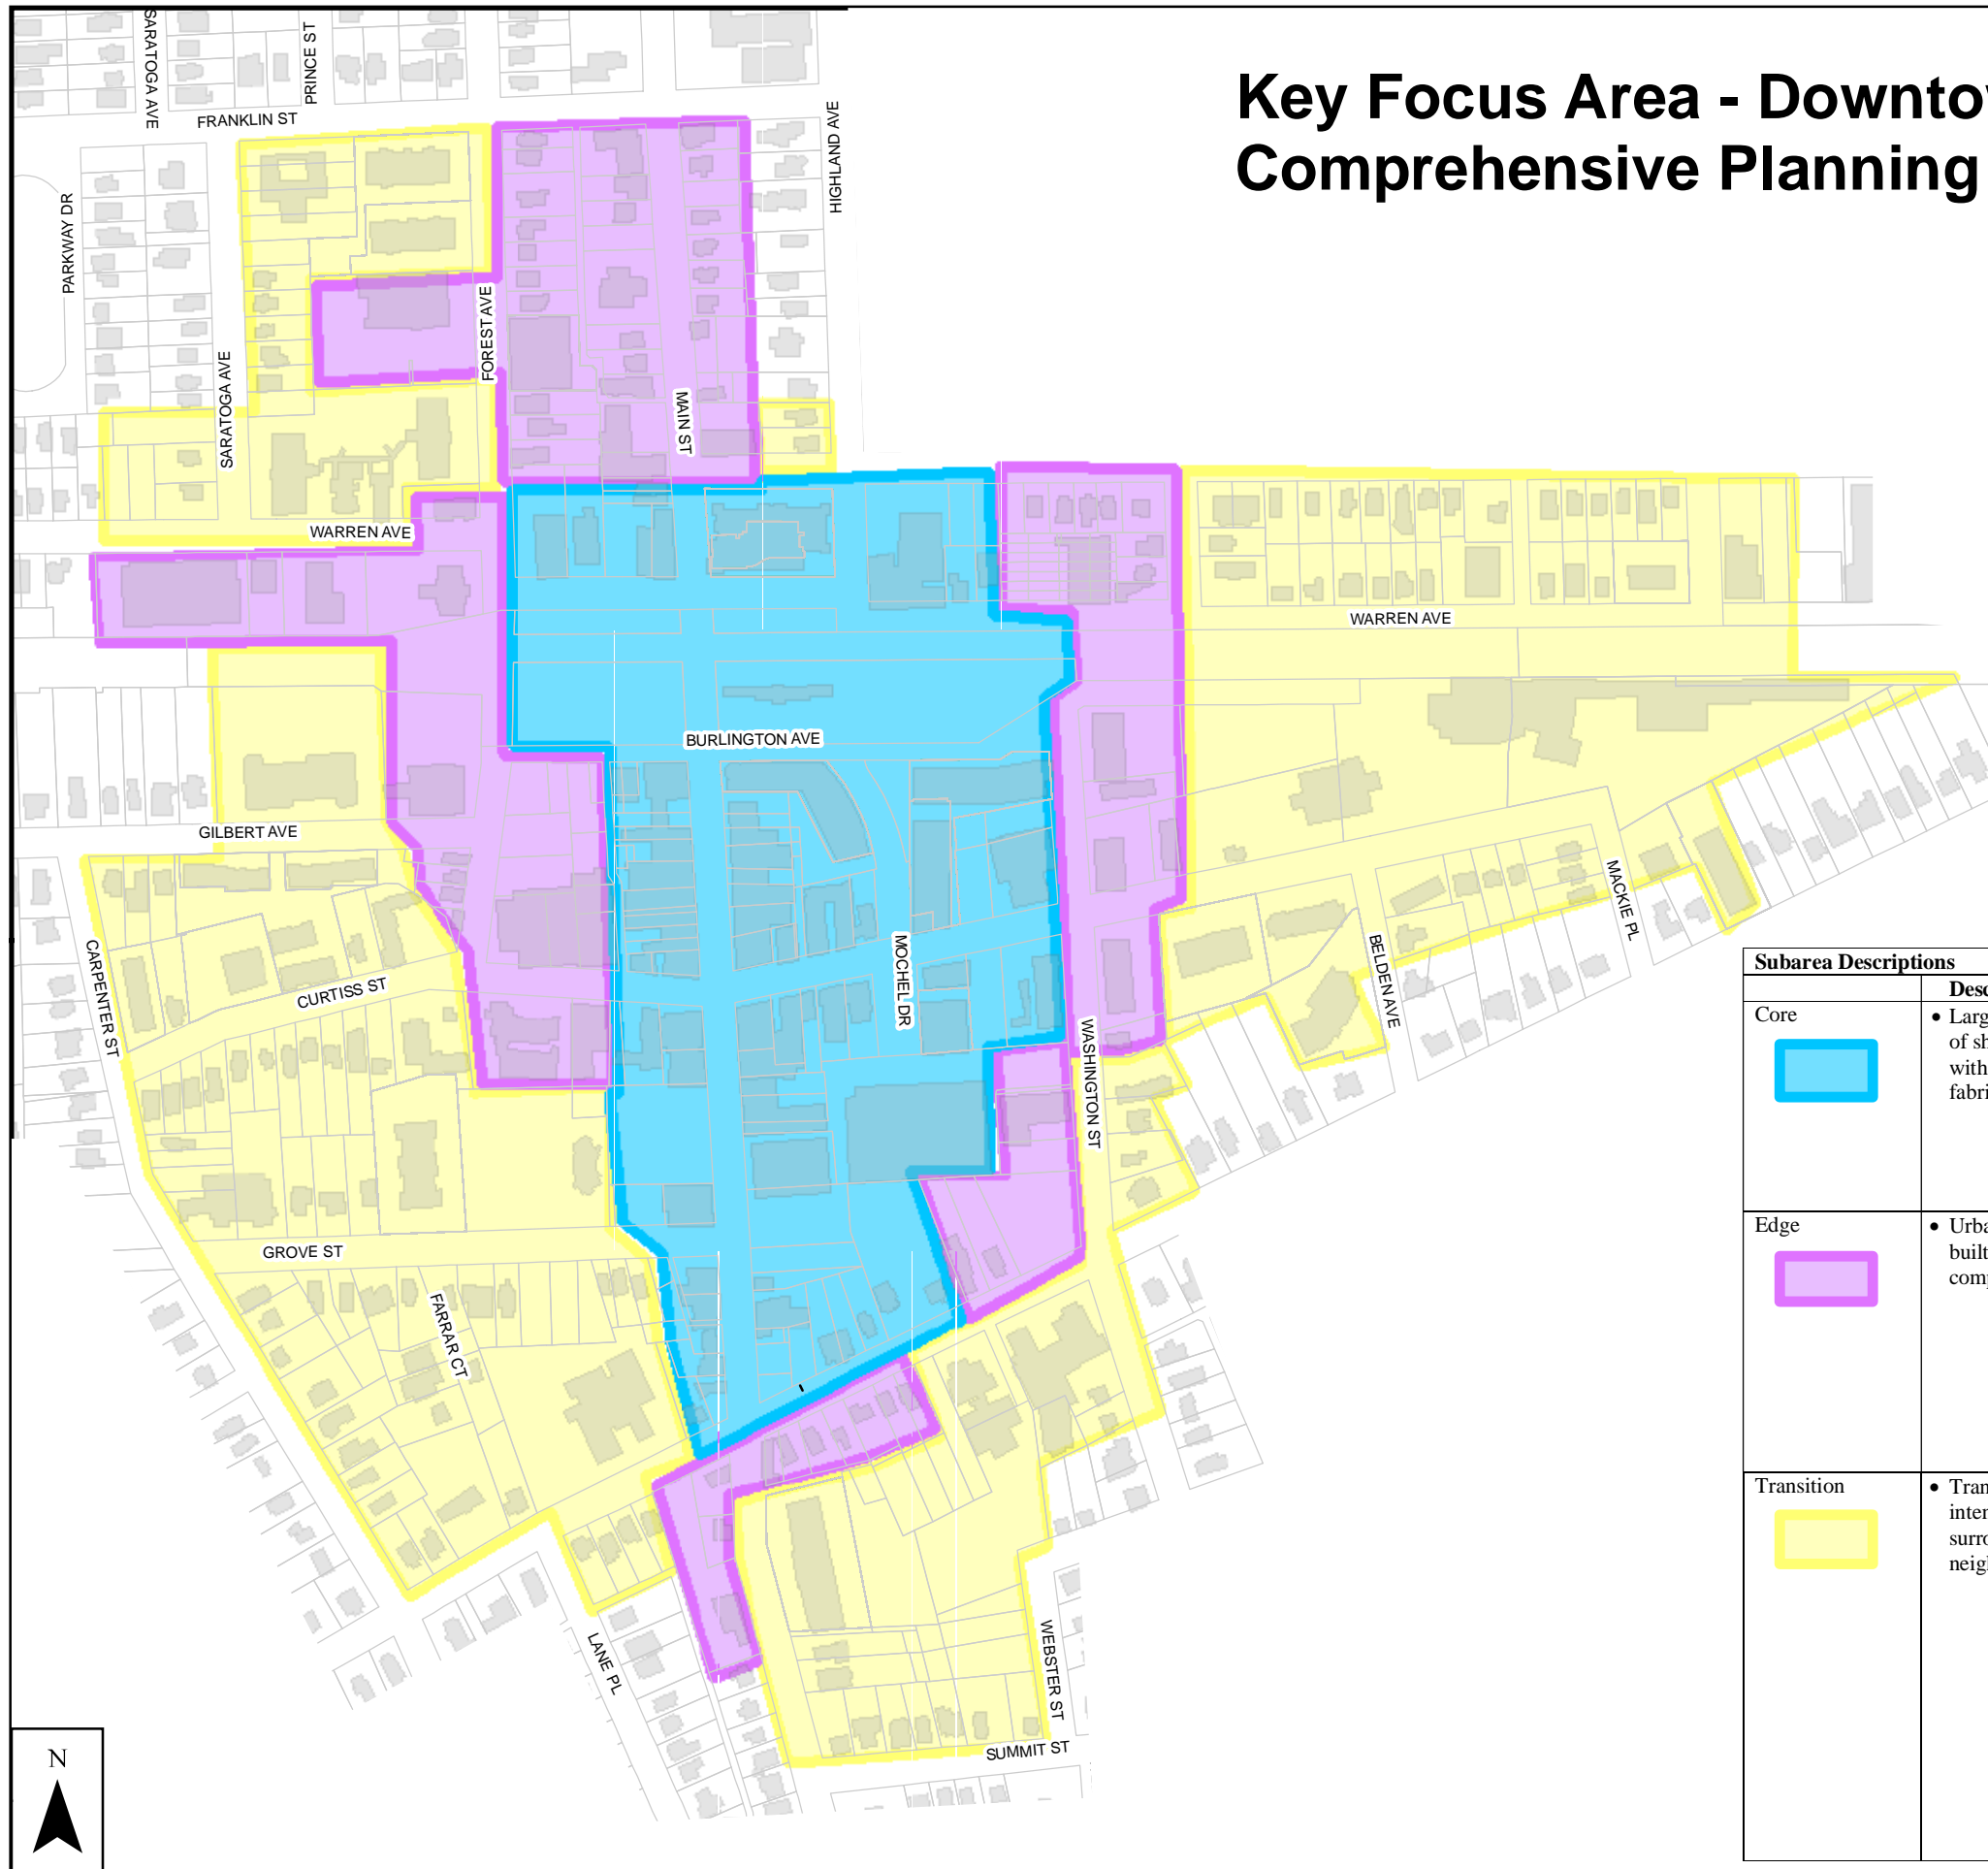 Key Focus Area - Downtov
Comprehensive Planning
SARATOGA AVE
PRINCE ST
FRANKLIN ST
HIGHLAND AVE
PARKWAY DR
FOREST AVE
SARATOGA AVE
MAIN ST
WARREN AVE
WARREN AVE
BURLINGTON AVE
GILBERT AVE
MACKIE PL
CARPENTER ST
CURTISS ST
MOCHEL DR
BELDEN AVE
WASHINGTON ST
GROVE ST
FARRAR CT
LANE PL
WEBSTER ST
SUMMIT ST
N
Subarea Descriptions
Desc
Core
• Larg
of sh
with
fabri
Edge
• Urba
built
comp
Transition
• Tran
inter
surro
neigh